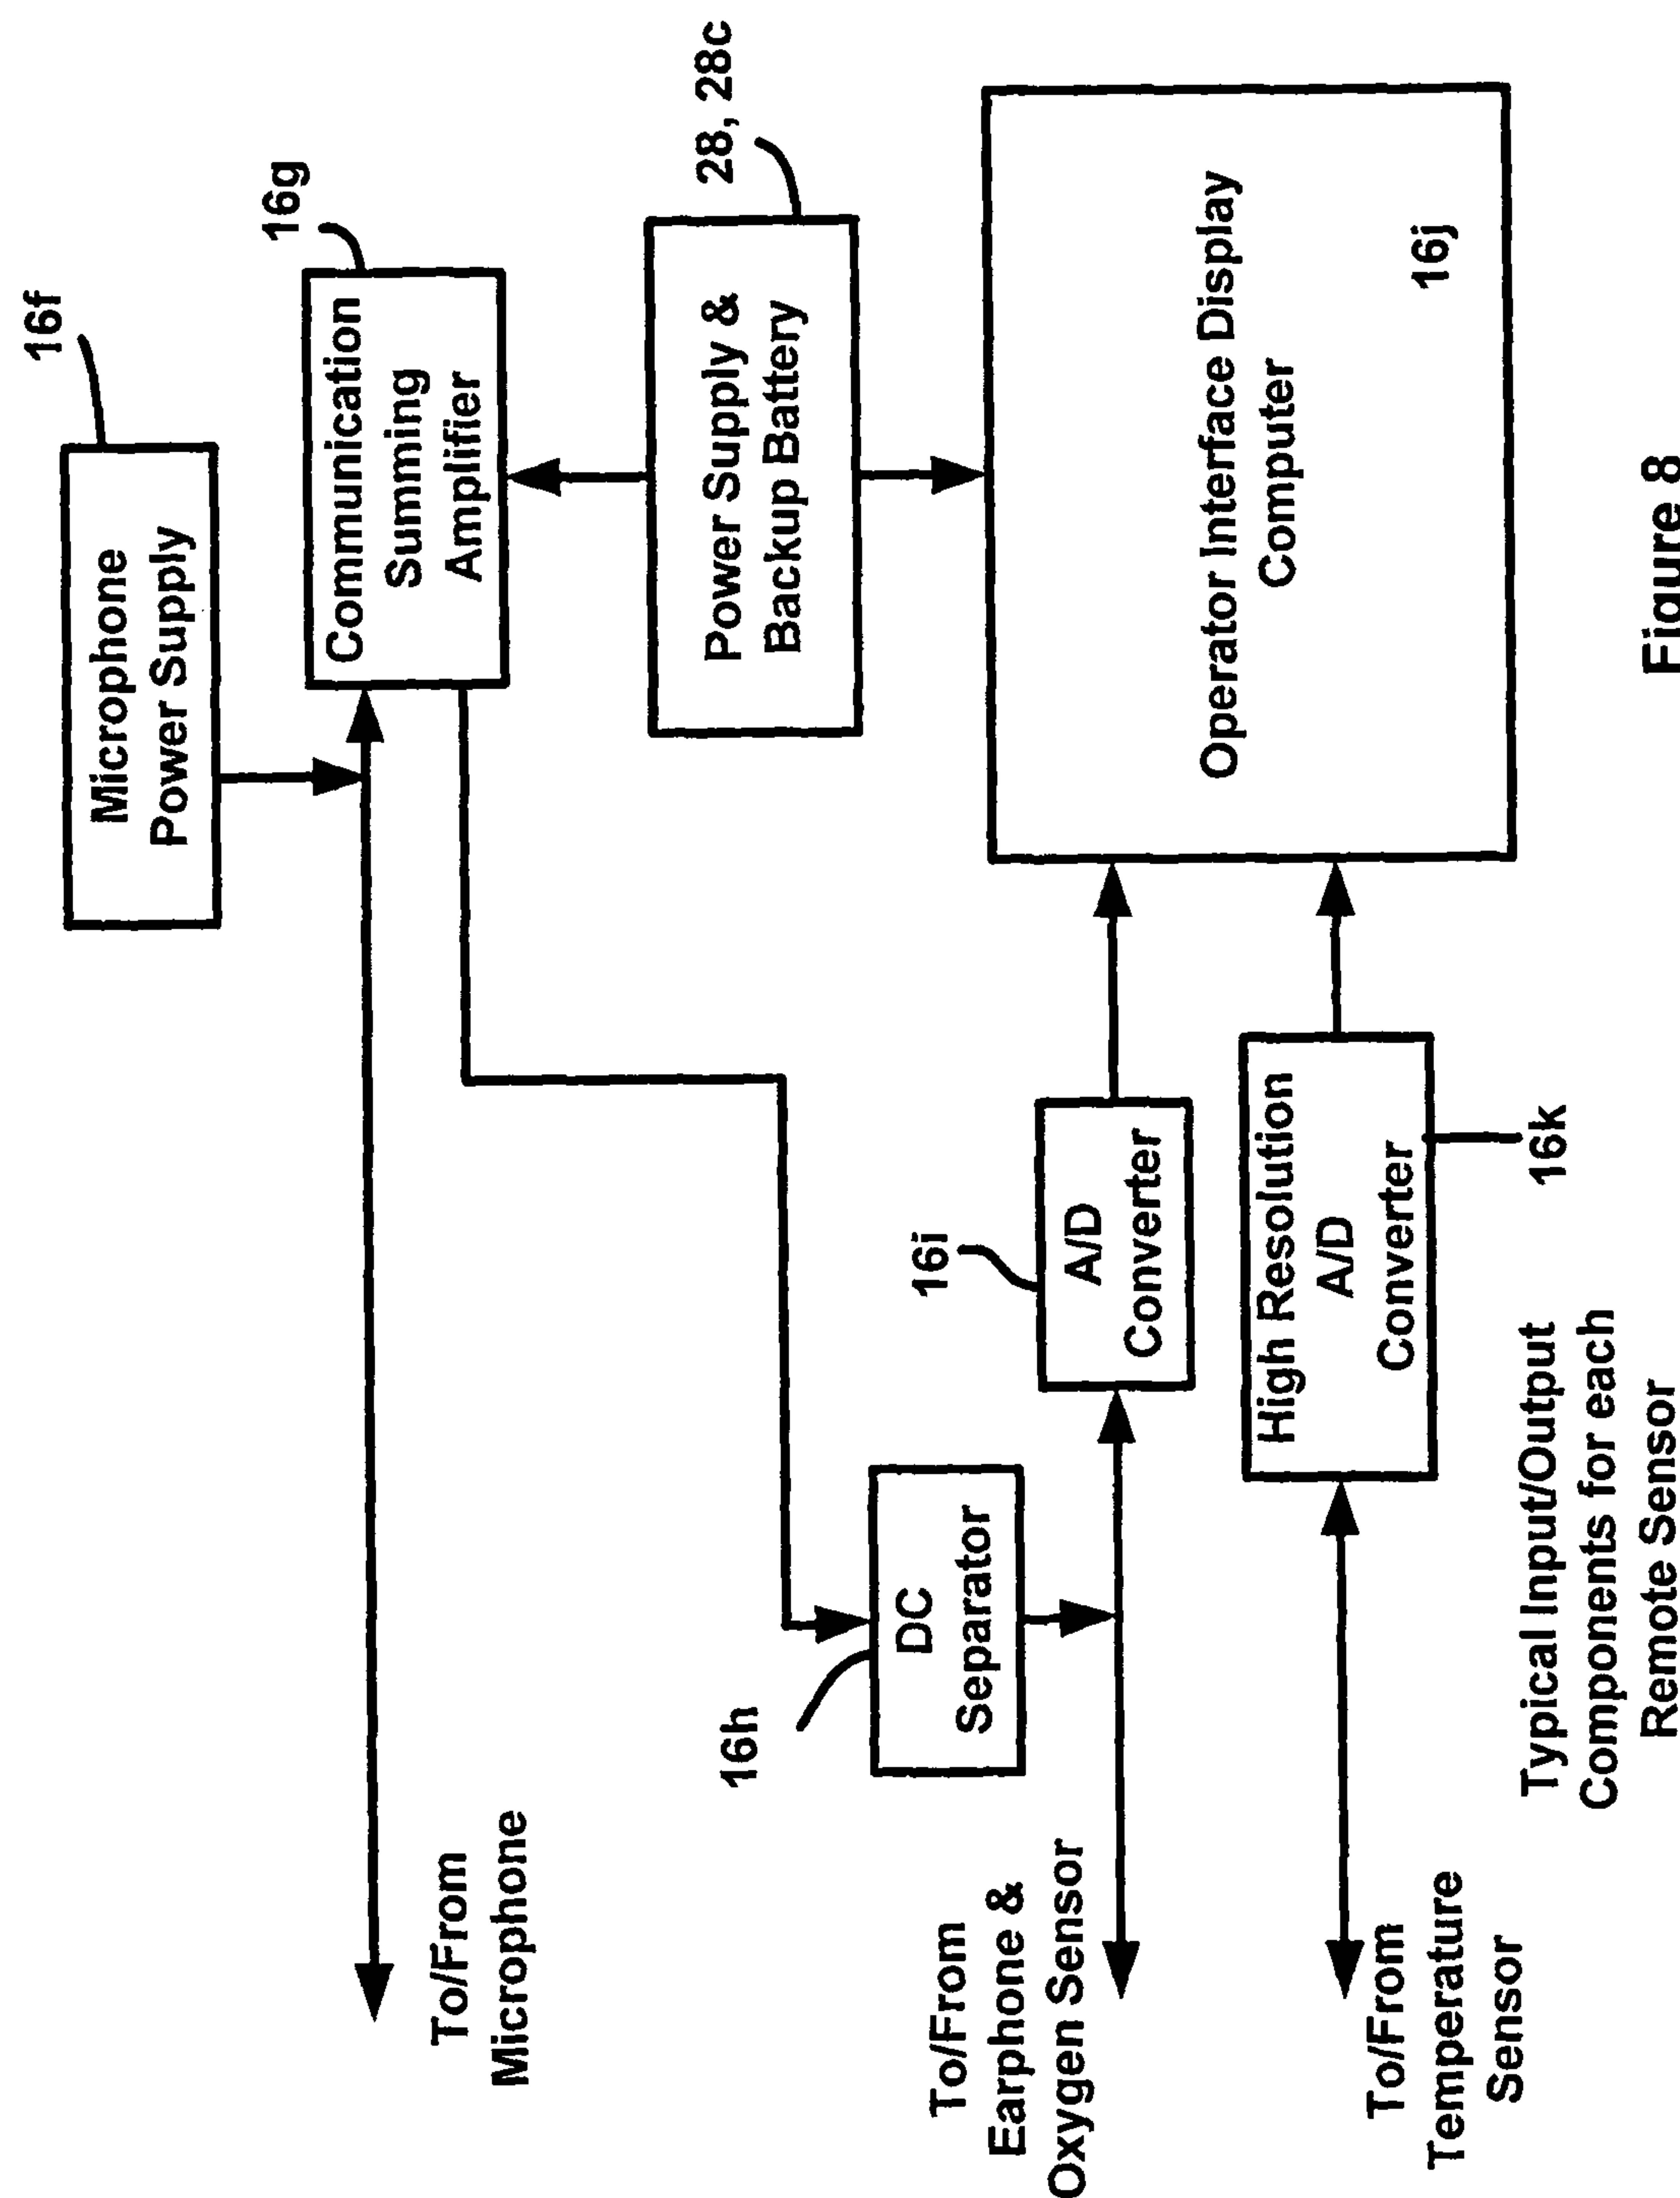 16f
Microphone
Power Supply
16g
Communication
Summing
Amplifier
To/From
Microphone
28, 28c
Power Supply &
Backup Battery
16h
DC
Separator
To/From
Earphone &
Oxygen Sensor
16i
A/D
Converter
Operator Interface Display
Computer
16j
High Resolution
A/D
Converter
16k
To/From
Temperature
Sensor
Typical Input/Output
Components for each
Remote Sensor
Figure 8